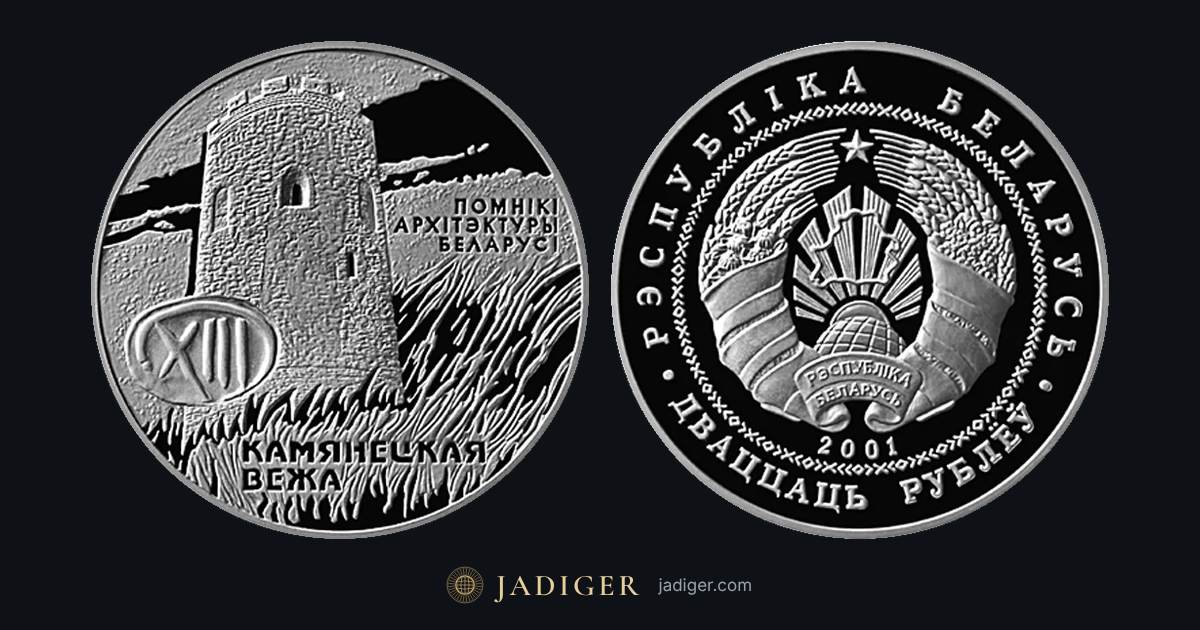 ПОМНІКІ
АРХІТЭКТУРЫ
БЕЛАРУСІ
XIII
КАМЯНЕЦКАЯ
ВЕЖА
РЭСПУБЛІКА БЕЛАРУСЬ
РЭСПУБЛІКА
БЕЛАРУСЬ
2001
• ДВАЦЦАЦЬ РУБЛЁЎ •
JADIGER jadiger.com